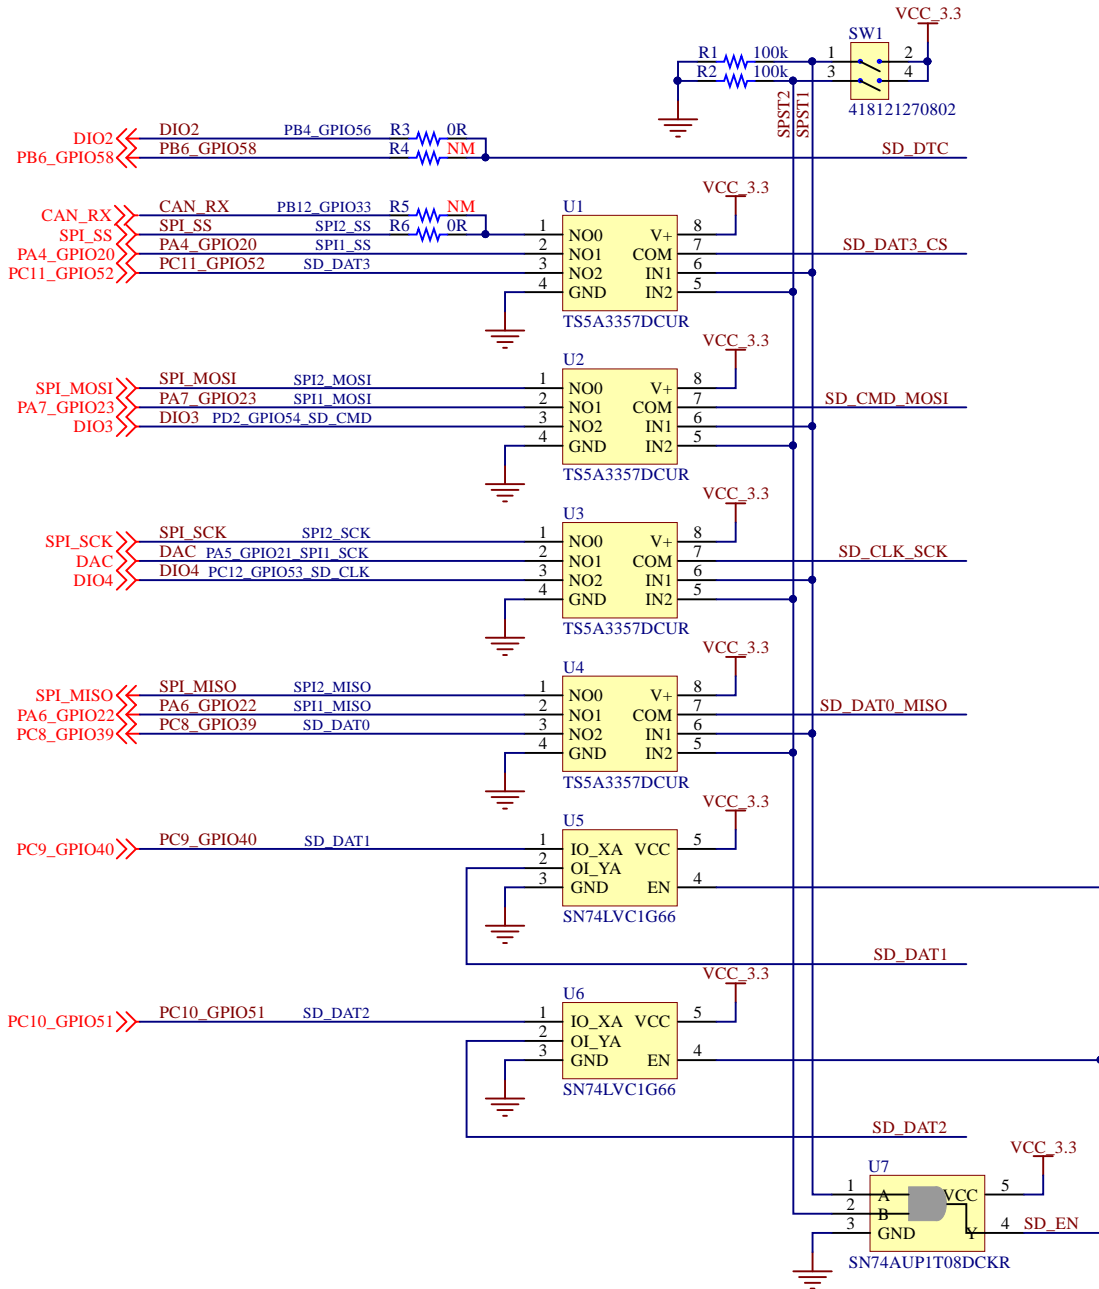 VCC_3.3
SW1
R1 100k 1 2
R2 100k 3 4
418121270802
SPST2
SPST1
DIO2 DIO2 PB4_GPIO56 R3 0R
PB6_GPIO58 PB6_GPIO58 R4 NM SD_DTC
VCC_3.3
CAN_RX CAN_RX PB12_GPIO33 R5 NM U1
SPI_SS SPI_SS SPI2_SS R6 0R 1 NO0 V+ 8
PA4_GPIO20 PA4_GPIO20 SPI1_SS 2 NO1 COM 7 SD_DAT3_CS
PC11_GPIO52 PC11_GPIO52 SD_DAT3 3 NO2 IN1 6
4 GND IN2 5
TS5A3357DCUR
VCC_3.3
U2
SPI_MOSI SPI_MOSI SPI2_MOSI 1 NO0 V+ 8
PA7_GPIO23 PA7_GPIO23 SPI1_MOSI 2 NO1 COM 7 SD_CMD_MOSI
DIO3 DIO3 PD2_GPIO54_SD_CMD 3 NO2 IN1 6
4 GND IN2 5
TS5A3357DCUR
VCC_3.3
U3
SPI_SCK SPI_SCK SPI2_SCK 1 NO0 V+ 8
DAC DAC PA5_GPIO21_SPI1_SCK 2 NO1 COM 7 SD_CLK_SCK
DIO4 DIO4 PC12_GPIO53_SD_CLK 3 NO2 IN1 6
4 GND IN2 5
TS5A3357DCUR
VCC_3.3
U4
SPI_MISO SPI_MISO SPI2_MISO 1 NO0 V+ 8
PA6_GPIO22 PA6_GPIO22 SPI1_MISO 2 NO1 COM 7 SD_DAT0_MISO
PC8_GPIO39 PC8_GPIO39 SD_DAT0 3 NO2 IN1 6
4 GND IN2 5
TS5A3357DCUR
VCC_3.3
U5
PC9_GPIO40 PC9_GPIO40 SD_DAT1 1 IO_XA VCC 5
2 OI_YA
3 GND EN 4
SN74LVC1G66
SD_DAT1
VCC_3.3
U6
PC10_GPIO51 PC10_GPIO51 SD_DAT2 1 IO_XA VCC 5
2 OI_YA
3 GND EN 4
SN74LVC1G66
SD_DAT2
VCC_3.3
U7
1 A VCC 5
2 B
3 GND Y 4 SD_EN
SN74AUP1T08DCKR